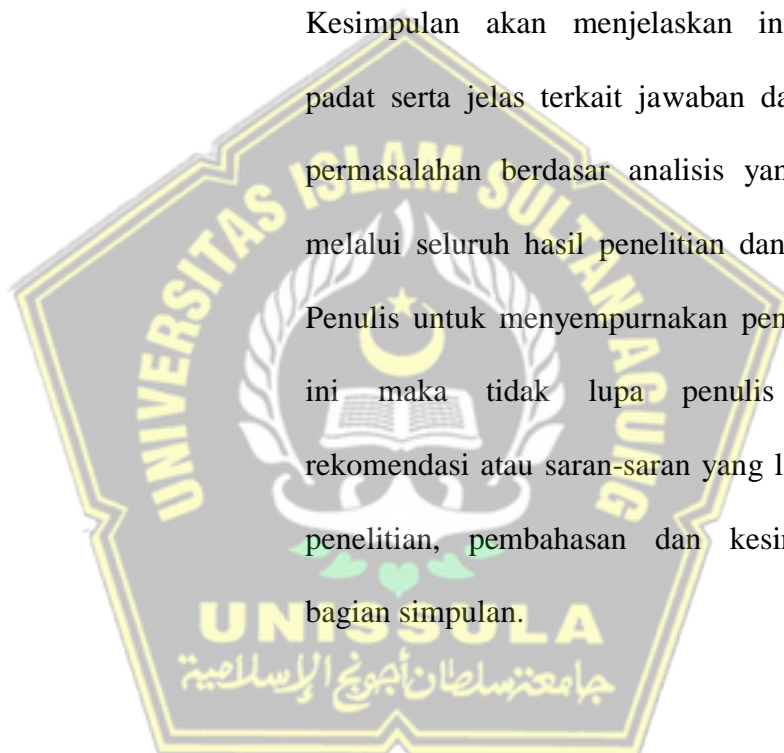 Kesimpulan akan menjelaskan in
padat serta jelas terkait jawaban da
permasalahan berdasar analisis yan
melalui seluruh hasil penelitian dan
Penulis untuk menyempurnakan pen
ini maka tidak lupa penulis
rekomendasi atau saran-saran yang l
penelitian, pembahasan dan kesi
bagian simpulan.
UNIVERSITAS ISLAM SULTAN AGUNG
UNISSULA
جامعتنسلطان أجونج الإسلامية